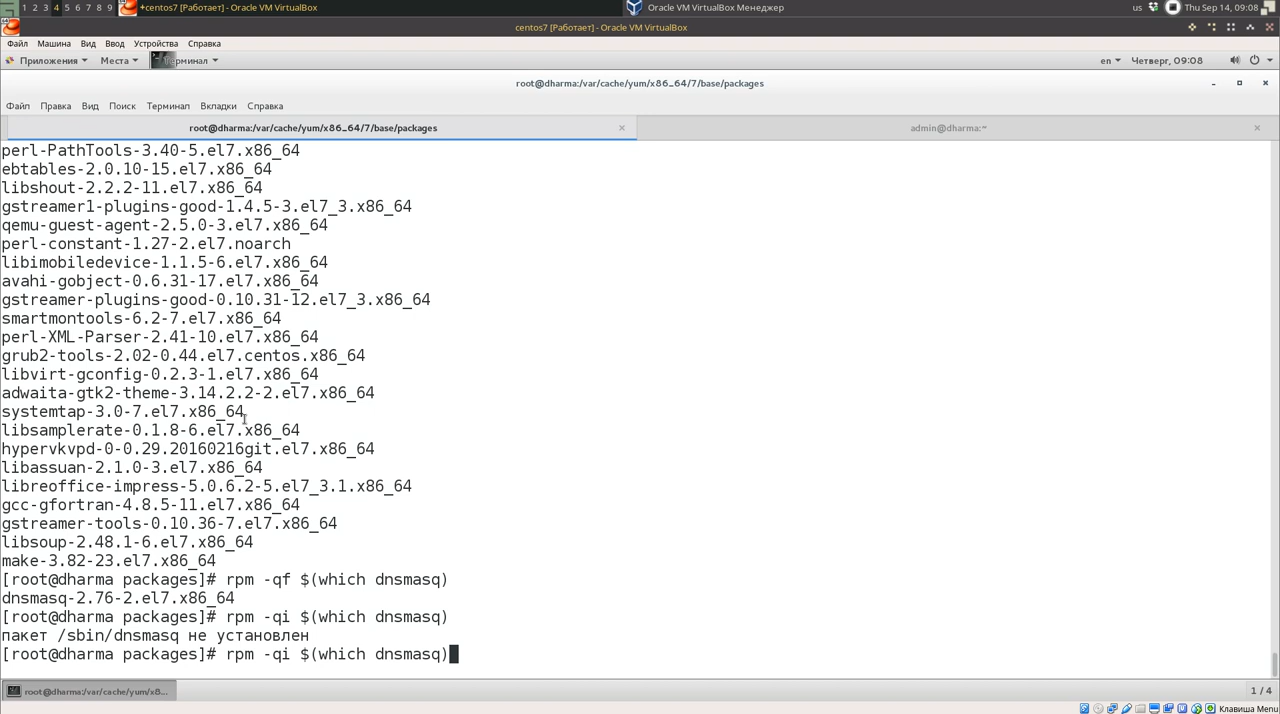 1 2 3 4 5 6 7 8 9 +centos7 [Работает] - Oracle VM VirtualBox Oracle VM VirtualBox Менеджер us Thu Sep 14, 09:08
centos7 [Работает] - Oracle VM VirtualBox
Файл Машина Вид Ввод Устройства Справка
Приложения Места Терминал en Четверг, 09:08
root@dharma:/var/cache/yum/x86_64/7/base/packages
Файл Правка Вид Поиск Терминал Вкладки Справка
root@dharma:/var/cache/yum/x86_64/7/base/packages admin@dharma:~
perl-PathTools-3.40-5.el7.x86_64
ebtables-2.0.10-15.el7.x86_64
libshout-2.2.2-11.el7.x86_64
gstreamer1-plugins-good-1.4.5-3.el7_3.x86_64
qemu-guest-agent-2.5.0-3.el7.x86_64
perl-constant-1.27-2.el7.noarch
libimobiledevice-1.1.5-6.el7.x86_64
avahi-gobject-0.6.31-17.el7.x86_64
gstreamer-plugins-good-0.10.31-12.el7_3.x86_64
smartmontools-6.2-7.el7.x86_64
perl-XML-Parser-2.41-10.el7.x86_64
grub2-tools-2.02-0.44.el7.centos.x86_64
libvirt-gconfig-0.2.3-1.el7.x86_64
adwaita-gtk2-theme-3.14.2.2-2.el7.x86_64
systemtap-3.0-7.el7.x86_64
libsamplerate-0.1.8-6.el7.x86_64
hypervkvpd-0-0.29.20160216git.el7.x86_64
libassuan-2.1.0-3.el7.x86_64
libreoffice-impress-5.0.6.2-5.el7_3.1.x86_64
gcc-gfortran-4.8.5-11.el7.x86_64
gstreamer-tools-0.10.36-7.el7.x86_64
libsoup-2.48.1-6.el7.x86_64
make-3.82-23.el7.x86_64
[root@dharma packages]# rpm -qf $(which dnsmasq)
dnsmasq-2.76-2.el7.x86_64
[root@dharma packages]# rpm -qi $(which dnsmasq)
пакет /sbin/dnsmasq не установлен
[root@dharma packages]# rpm -qi $(which dnsmasq)
root@dharma:/var/cache/yum/x8... 1 / 4
Клавиша Menu